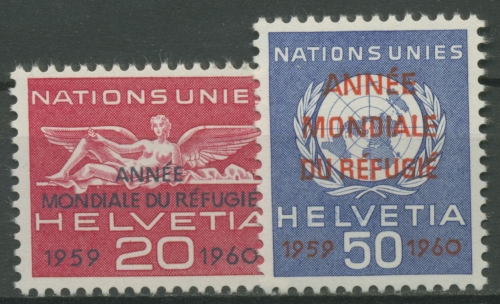 NATIONS UNIES
ANNÉE
MONDIALE DU RÉFUGIÉ
HELVETIA
1959 20 1960
NATIONS UNIES
ANNÉE
MONDIALE
DU RÉFUGIÉ
HELVETIA
1959 50 1960